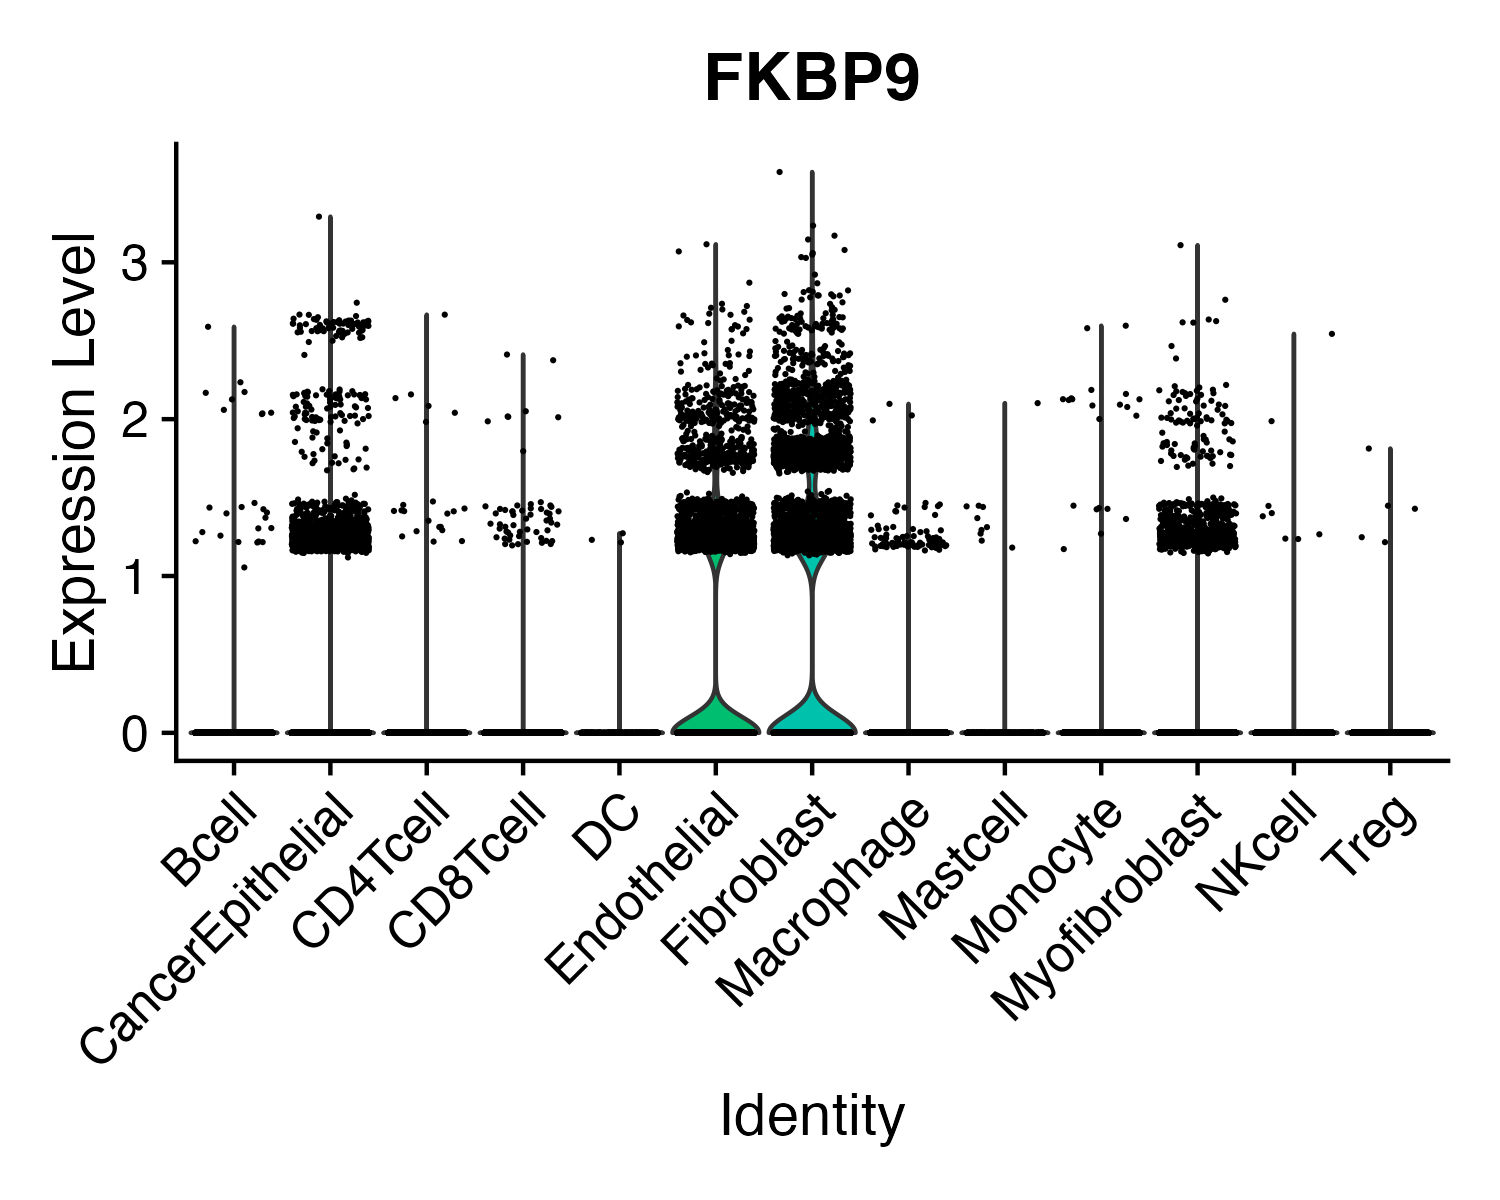 FKBP9
Expression Level
3
2
1
0
Bcell
CancerEpithelial
CD4Tcell
CD8Tcell
DC
Endothelial
Fibroblast
Macrophage
Mastcell
Monocyte
Myofibroblast
NKcell
Treg
Identity